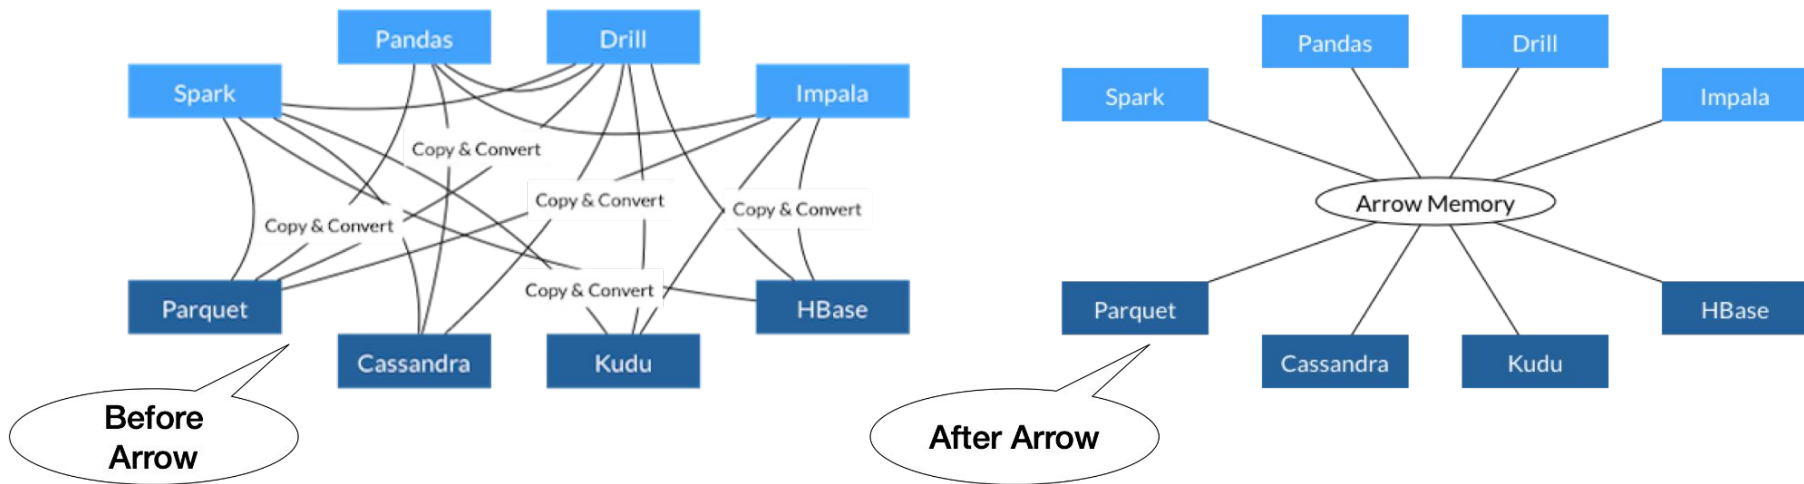 Pandas
Drill
Spark
Impala
Copy & Convert
Copy & Convert
Copy & Convert
Copy & Convert
Copy & Convert
Parquet
HBase
Cassandra
Kudu
Before
Arrow
Pandas
Drill
Spark
Impala
Arrow Memory
Parquet
HBase
Cassandra
Kudu
After Arrow